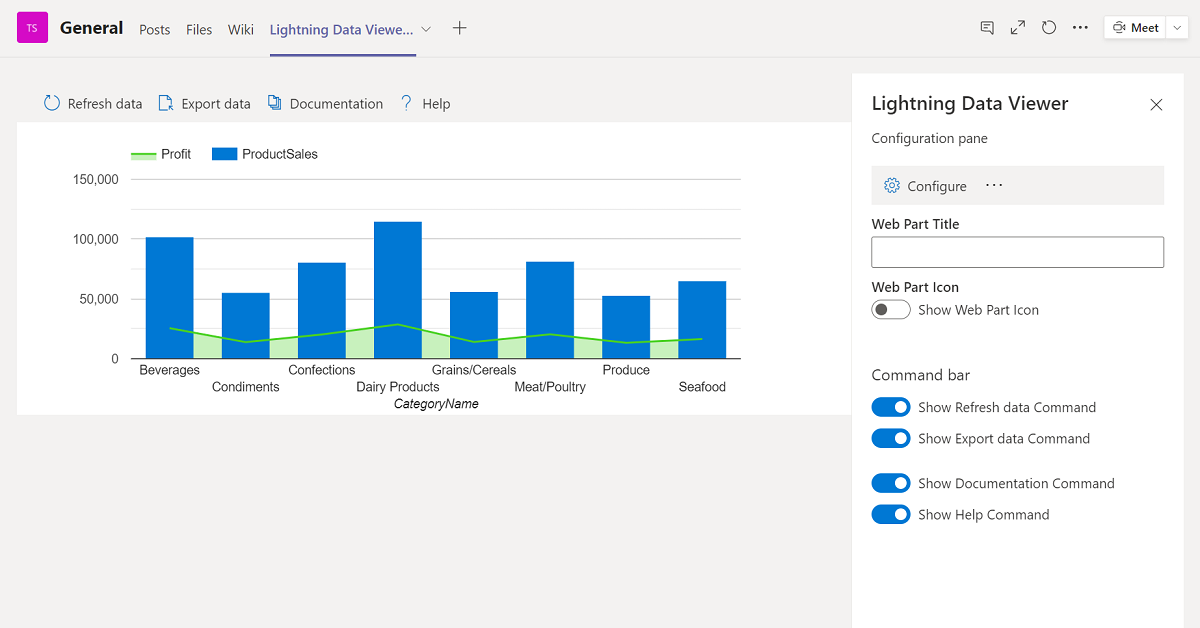 TS General Posts Files Wiki Lightning Data Viewe... Meet
Refresh data Export data Documentation ? Help
Profit ProductSales
150,000
100,000
50,000
0
Beverages Confections Grains/Cereals Produce
Condiments Dairy Products Meat/Poultry Seafood
CategoryName
Lightning Data Viewer
Configuration pane
Configure ...
Web Part Title
Web Part Icon
Show Web Part Icon
Command bar
Show Refresh data Command
Show Export data Command
Show Documentation Command
Show Help Command